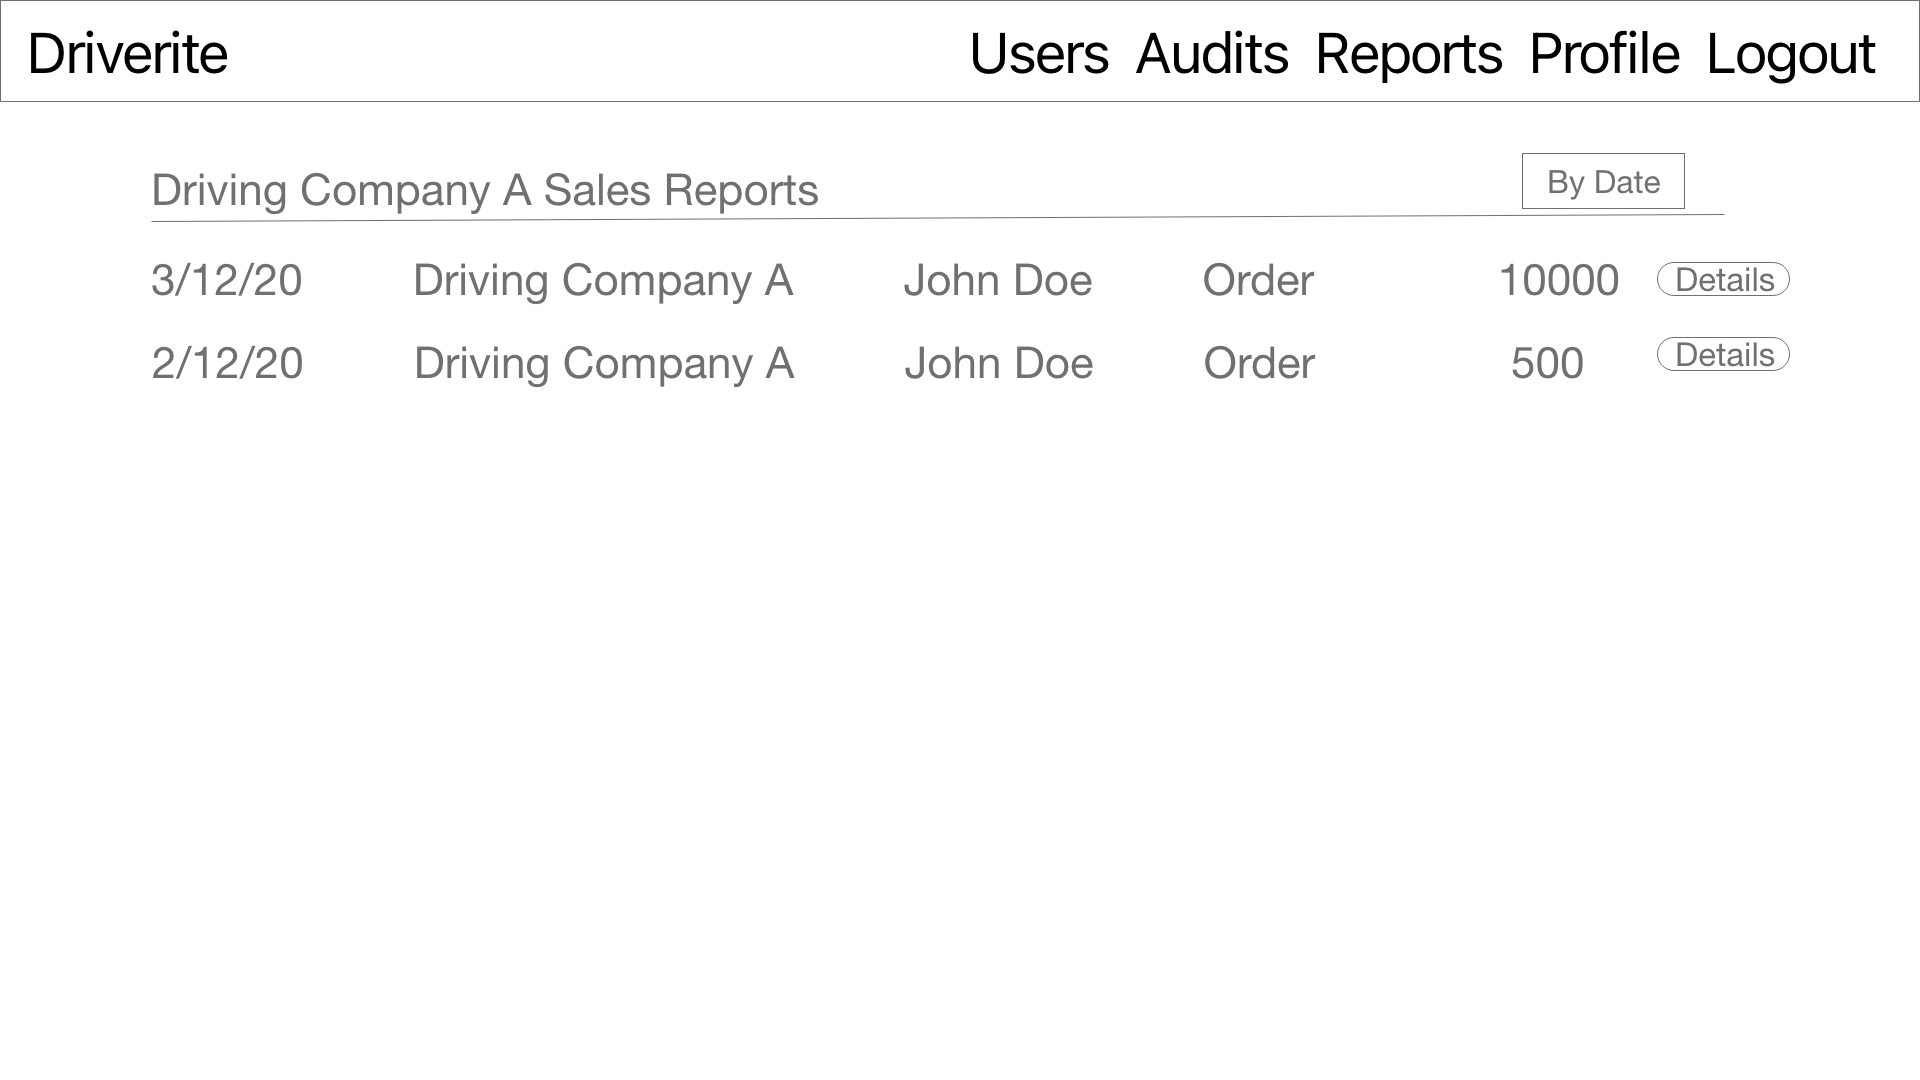 Driverite Users Audits Reports Profile Logout
Driving Company A Sales Reports By Date
3/12/20 Driving Company A John Doe Order 10000 Details
2/12/20 Driving Company A John Doe Order 500 Details